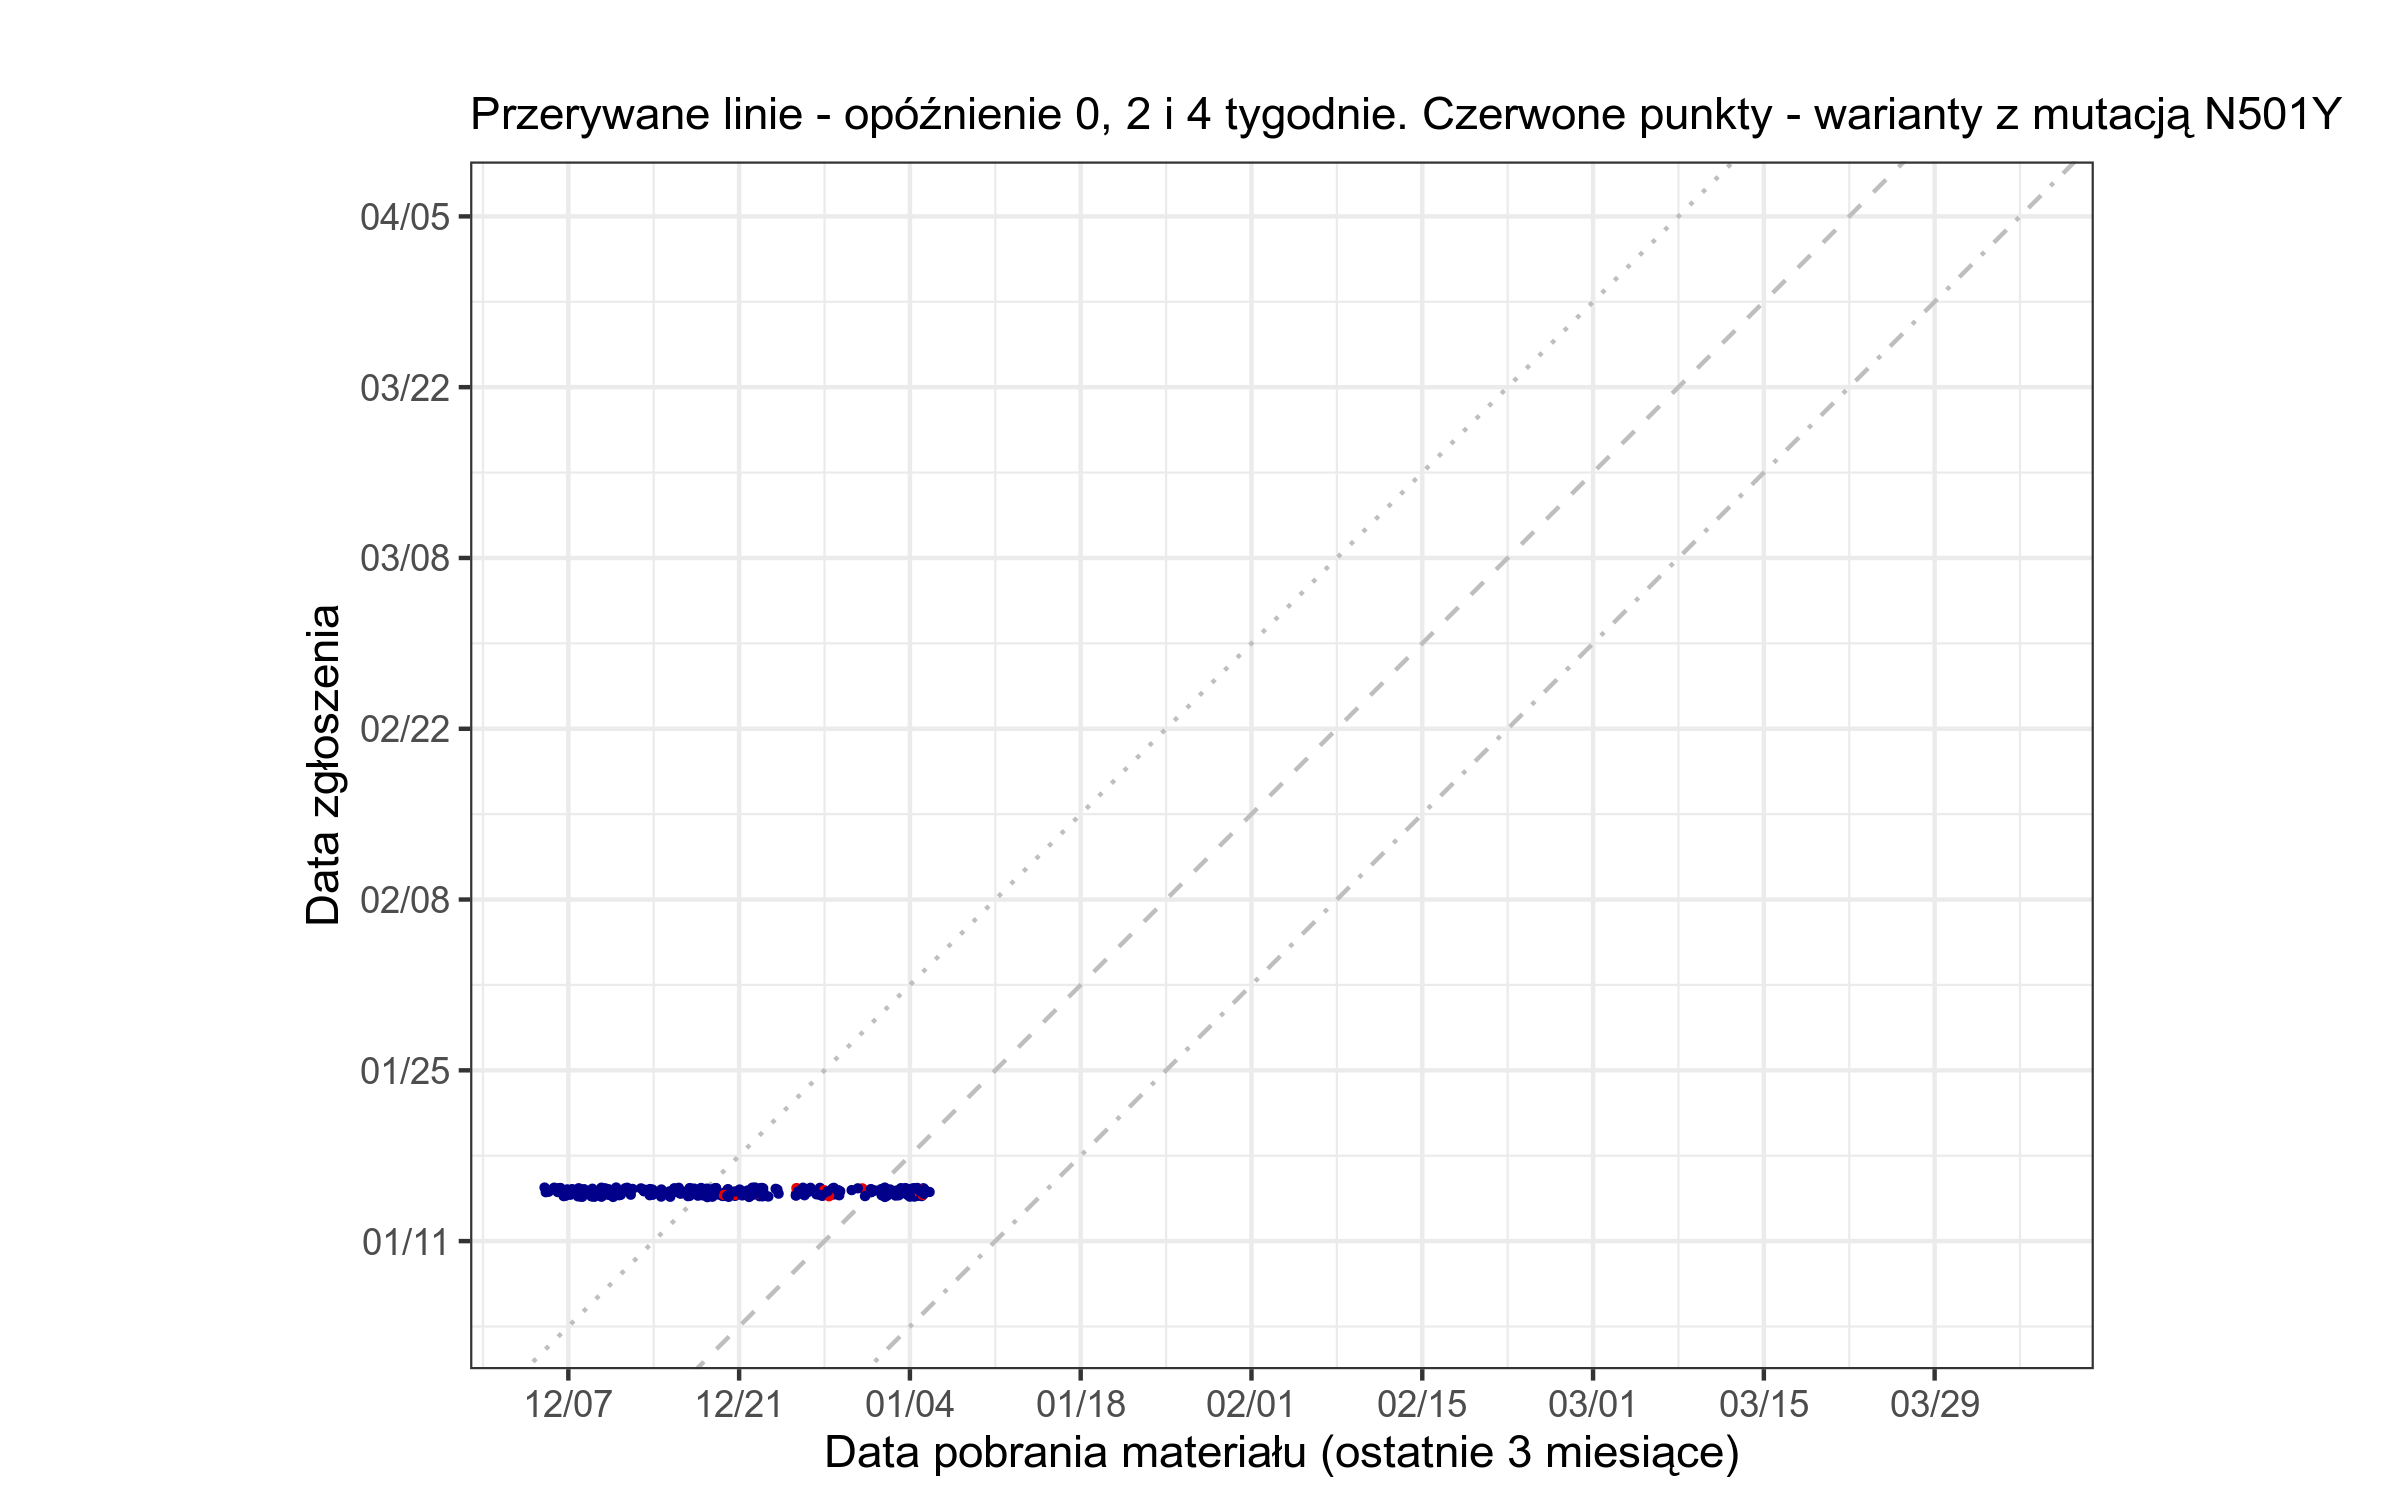 Przerywane linie - opóźnienie 0, 2 i 4 tygodnie. Czerwone punkty - warianty z mutacją N501Y
04/05
03/22
03/08
02/22
02/08
01/25
01/11
Data zgłoszenia
12/07 12/21 01/04 01/18 02/01 02/15 03/01 03/15 03/29
Data pobrania materiału (ostatnie 3 miesiące)